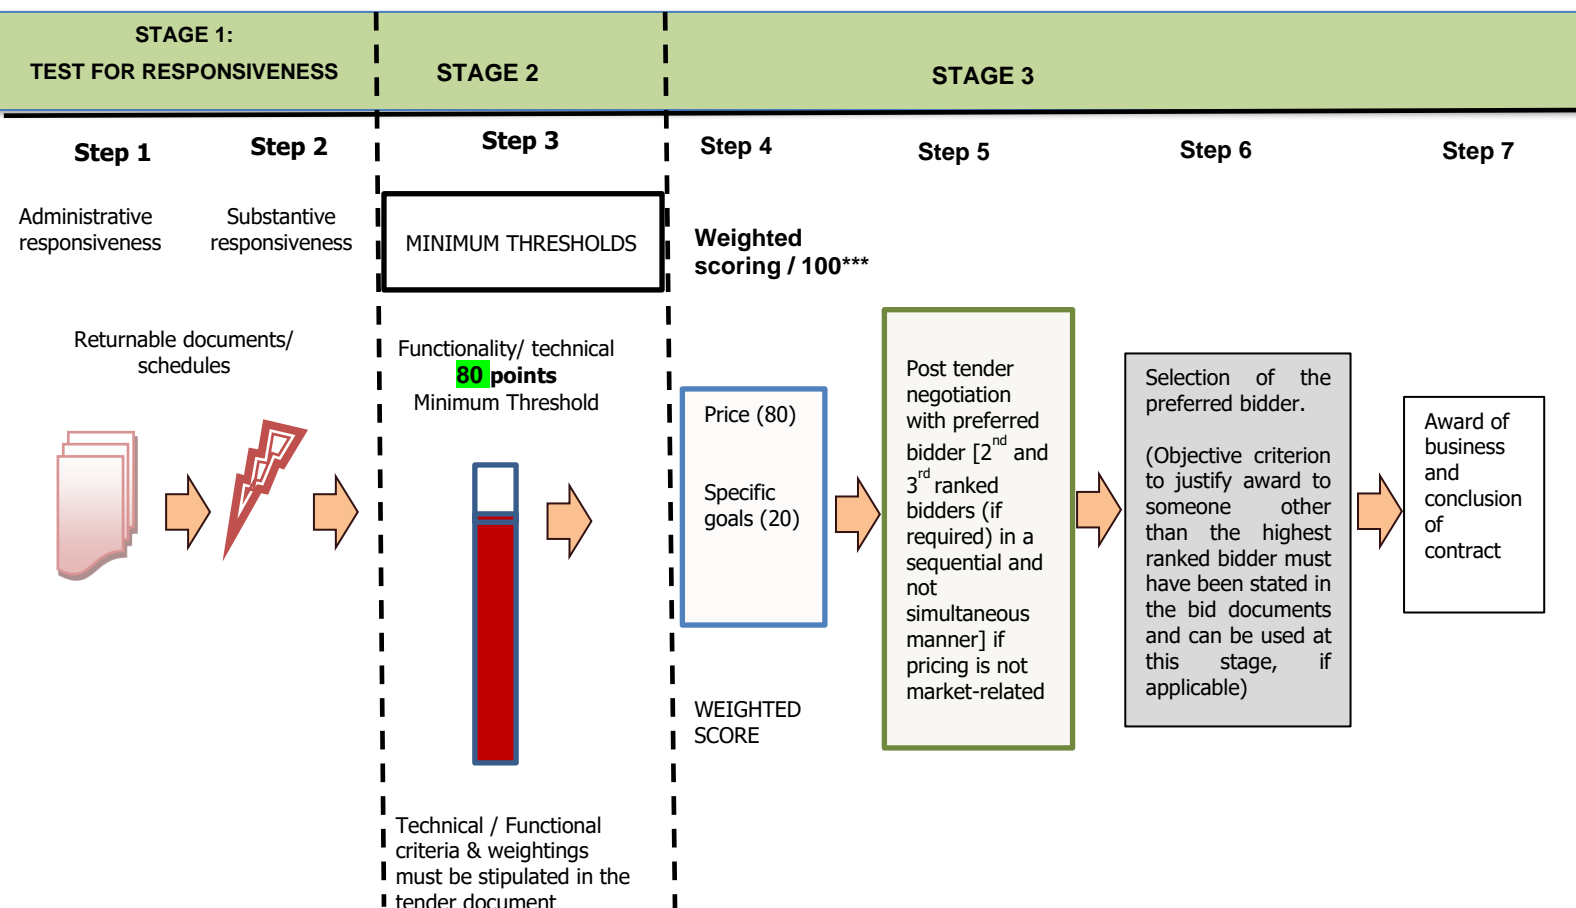 STAGE 1:
TEST FOR RESPONSIVENESS
STAGE 2
STAGE 3
Step 1
Step 2
Step 3
Step 4
Step 5
Step 6
Step 7
Administrative
responsiveness
Substantive
responsiveness
Returnable documents/
schedules
MINIMUM THRESHOLDS
Functionality/ technical
80 points
Minimum Threshold
Technical / Functional
criteria & weightings
must be stipulated in the
tender document
Weighted
scoring / 100***
Price (80)
Specific
goals (20)
WEIGHTED
SCORE
Post tender
negotiation
with preferred
bidder [2nd and
3rd ranked
bidders (if
required) in a
sequential and
not
simultaneous
manner] if
pricing is not
market-related
Selection of the
preferred bidder.
(Objective criterion
to justify award to
someone other
than the highest
ranked bidder must
have been stated in
the bid documents
and can be used at
this stage, if
applicable)
Award of
business
and
conclusion
of
contract